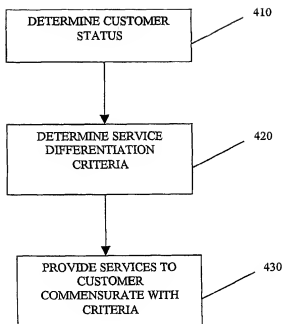 DETERMINE CUSTOMER
STATUS
410
DETERMINE SERVICE
DIFFERENTIATION
CRITERIA
420
PROVIDE SERVICES TO
CUSTOMER
COMMENSURATE WITH
CRITERIA
430